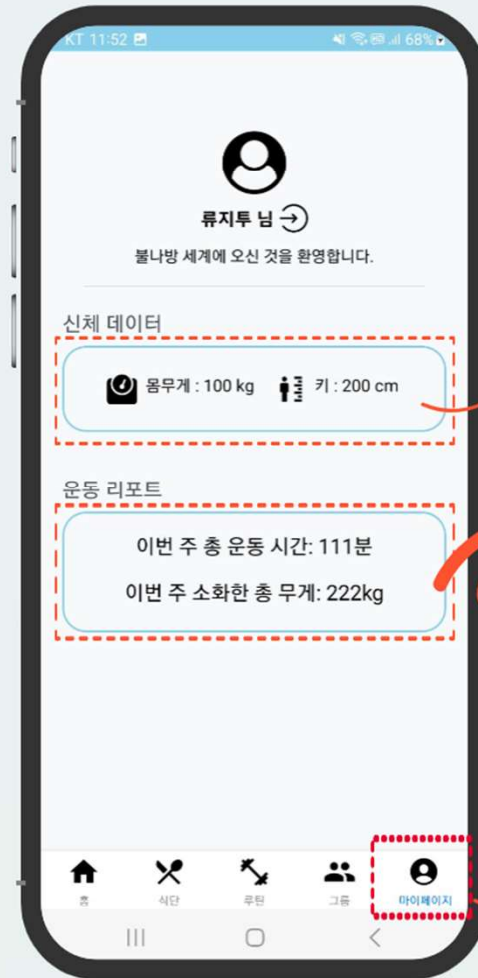 KT 11:52 68%
류지투 님
불나방 세계에 오신 것을 환영합니다.
신체 데이터
몸무게 : 100 kg 키 : 200 cm
운동 리포트
이번 주 총 운동 시간: 111분
이번 주 소화한 총 무게: 222kg
홈 식단 루틴 그룹 마이페이지